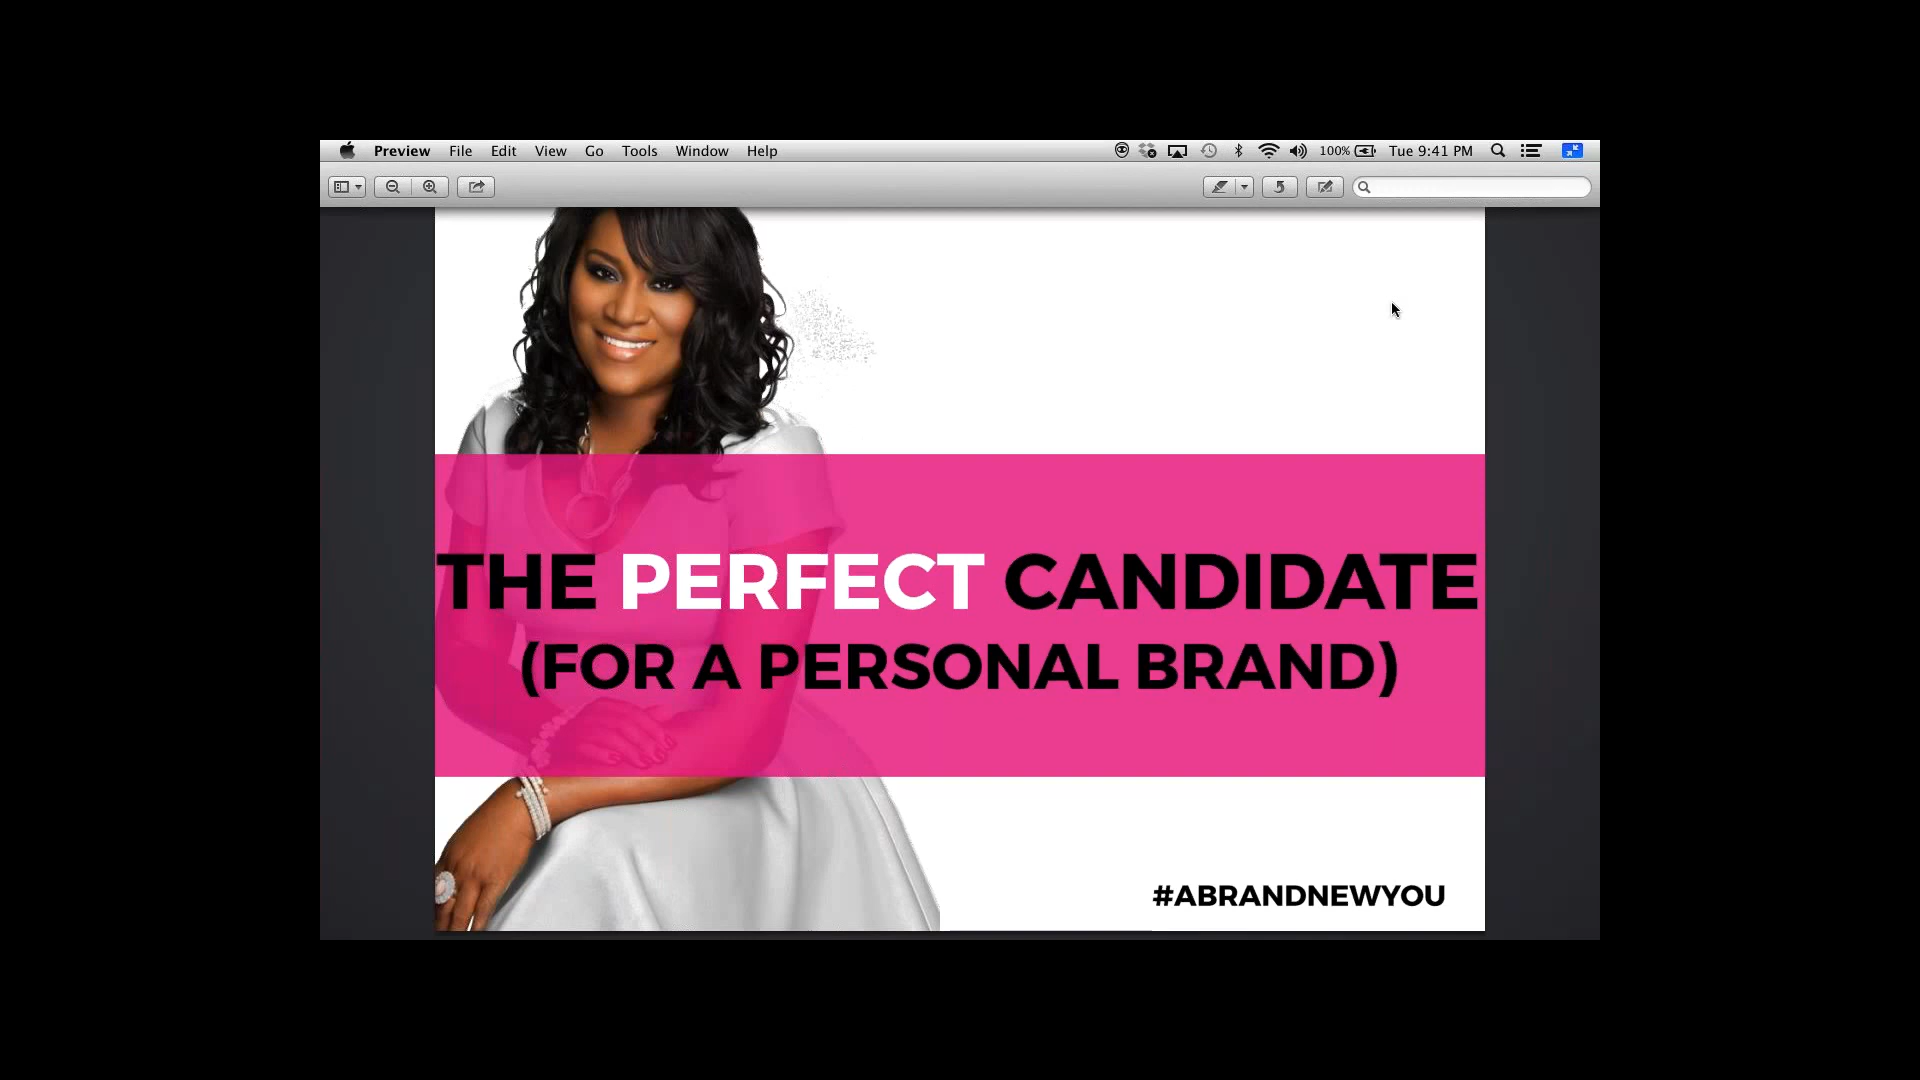 Preview File Edit View Go Tools Window Help 100% Tue 9:41 PM
THE PERFECT CANDIDATE
(FOR A PERSONAL BRAND)
#ABRANDNEWYOU